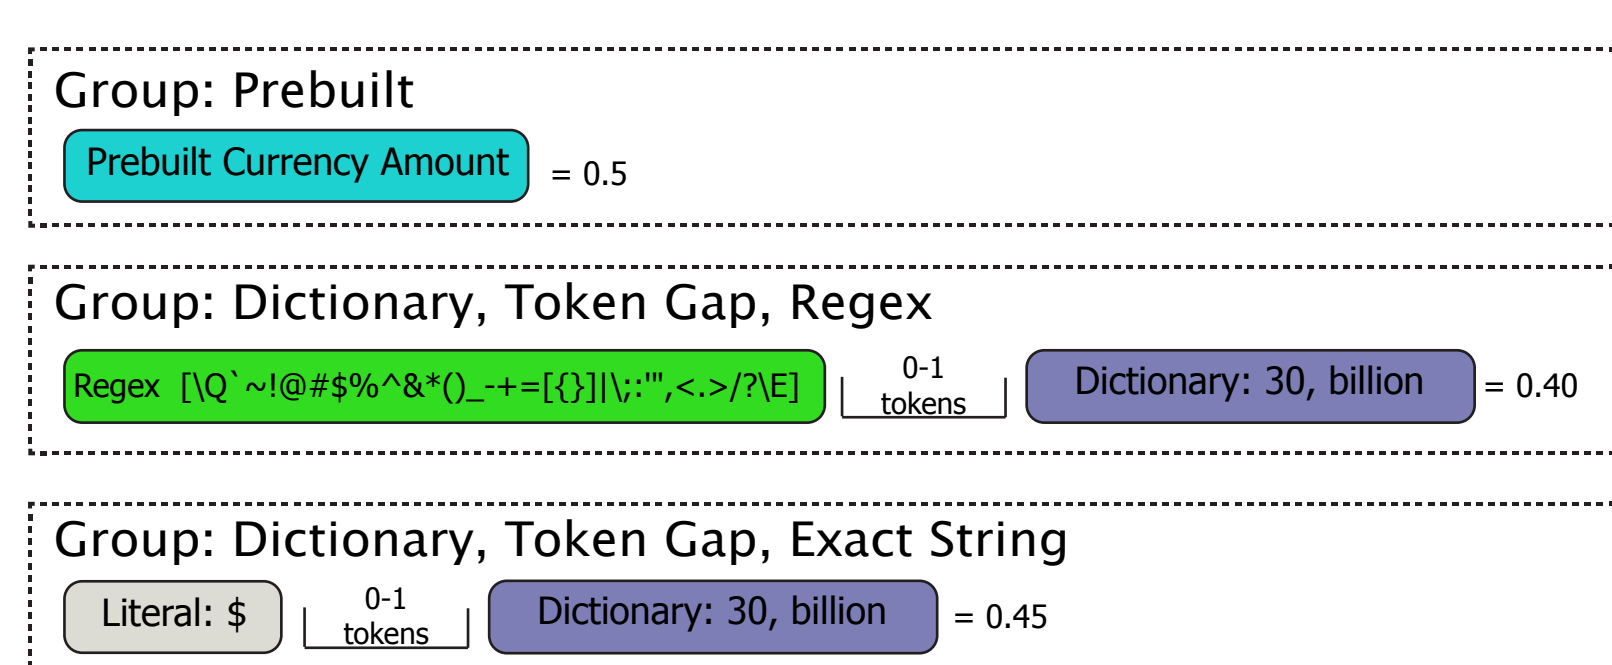 Group: Prebuilt
Prebuilt Currency Amount = 0.5
Group: Dictionary, Token Gap, Regex
Regex [\Q`~!@#$%^&*()_-+=[{}]|\;:'",<.>/?\E] 0-1 tokens Dictionary: 30, billion = 0.40
Group: Dictionary, Token Gap, Exact String
Literal: $ 0-1 tokens Dictionary: 30, billion = 0.45